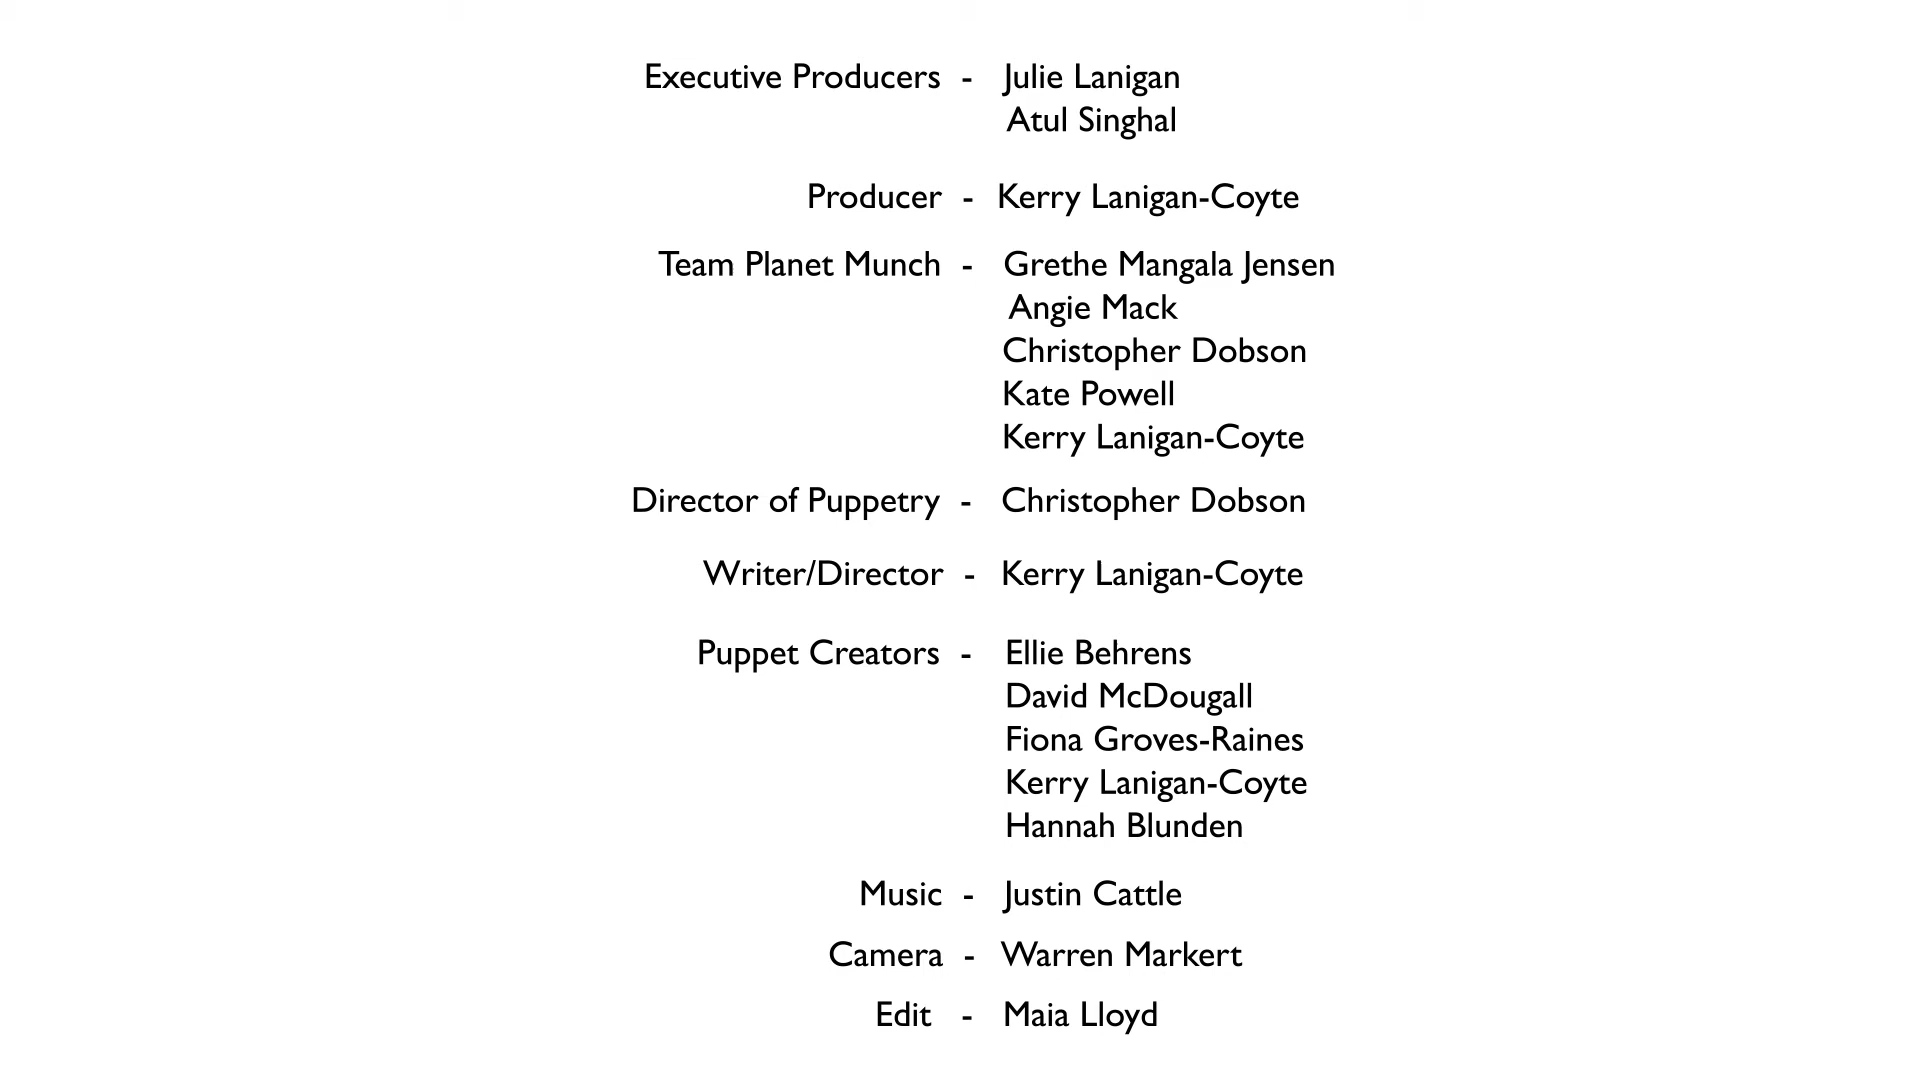 Executive Producers - Julie Lanigan
Atul Singhal
Producer - Kerry Lanigan-Coyte
Team Planet Munch - Grethe Mangala Jensen
Angie Mack
Christopher Dobson
Kate Powell
Kerry Lanigan-Coyte
Director of Puppetry - Christopher Dobson
Writer/Director - Kerry Lanigan-Coyte
Puppet Creators - Ellie Behrens
David McDougall
Fiona Groves-Raines
Kerry Lanigan-Coyte
Hannah Blunden
Music - Justin Cattle
Camera - Warren Markert
Edit - Maia Lloyd